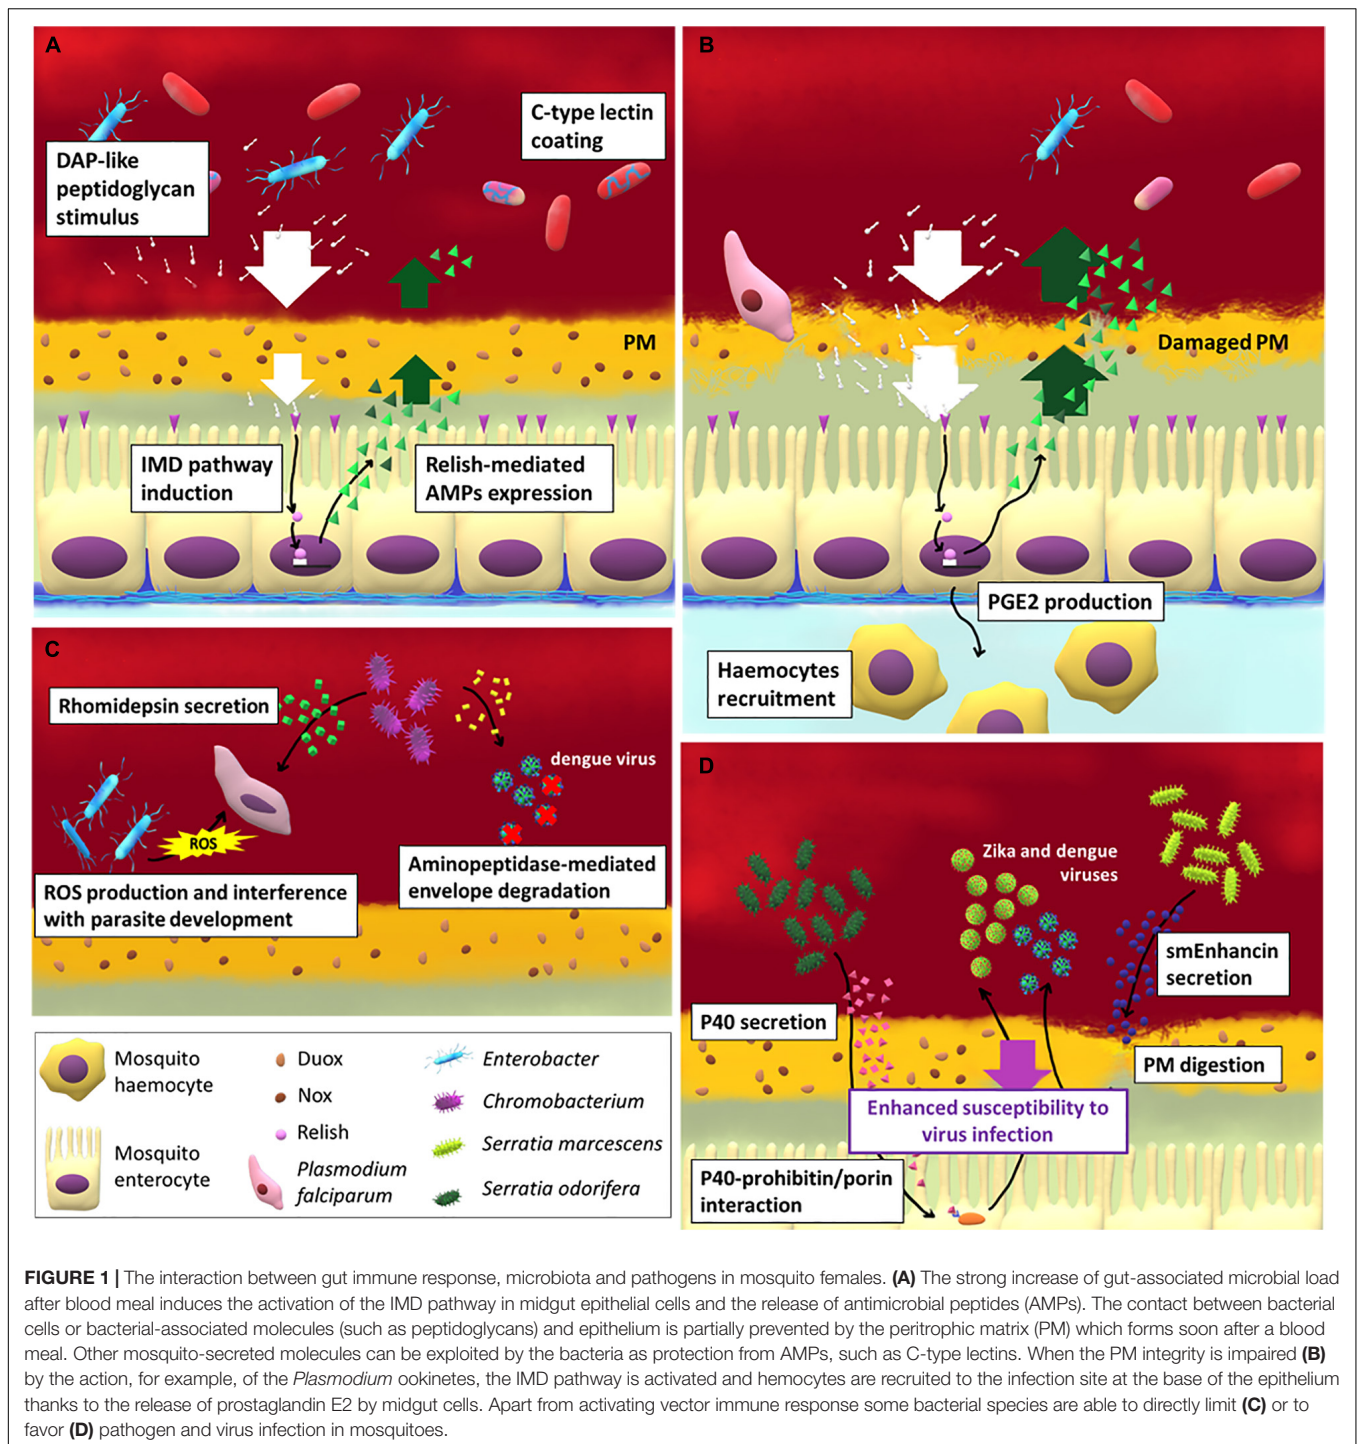 A
DAP-like
peptidoglycan
stimulus
C-type lectin
coating
PM
IMD pathway
induction
Relish-mediated
AMPs expression
B
Damaged PM
PGE2 production
Haemocytes
recruitment
C
Rhomidepsin secretion
dengue virus
ROS
Aminopeptidase-mediated
envelope degradation
ROS production and interference
with parasite development
D
Zika and dengue
viruses
smEnhancin
secretion
P40 secretion
PM digestion
Enhanced susceptibility to
virus infection
P40-prohibitin/porin
interaction
Mosquito
haemocyte
Mosquito
enterocyte
Duox
Nox
Relish
Plasmodium
falciparum
Enterobacter
Chromobacterium
Serratia marcescens
Serratia odorifera
FIGURE 1 | The interaction between gut immune response, microbiota and pathogens in mosquito females. (A) The strong increase of gut-associated microbial load
after blood meal induces the activation of the IMD pathway in midgut epithelial cells and the release of antimicrobial peptides (AMPs). The contact between bacterial
cells or bacterial-associated molecules (such as peptidoglycans) and epithelium is partially prevented by the peritrophic matrix (PM) which forms soon after a blood
meal. Other mosquito-secreted molecules can be exploited by the bacteria as protection from AMPs, such as C-type lectins. When the PM integrity is impaired (B)
by the action, for example, of the Plasmodium ookinetes, the IMD pathway is activated and hemocytes are recruited to the infection site at the base of the epithelium
thanks to the release of prostaglandin E2 by midgut cells. Apart from activating vector immune response some bacterial species are able to directly limit (C) or to
favor (D) pathogen and virus infection in mosquitoes.